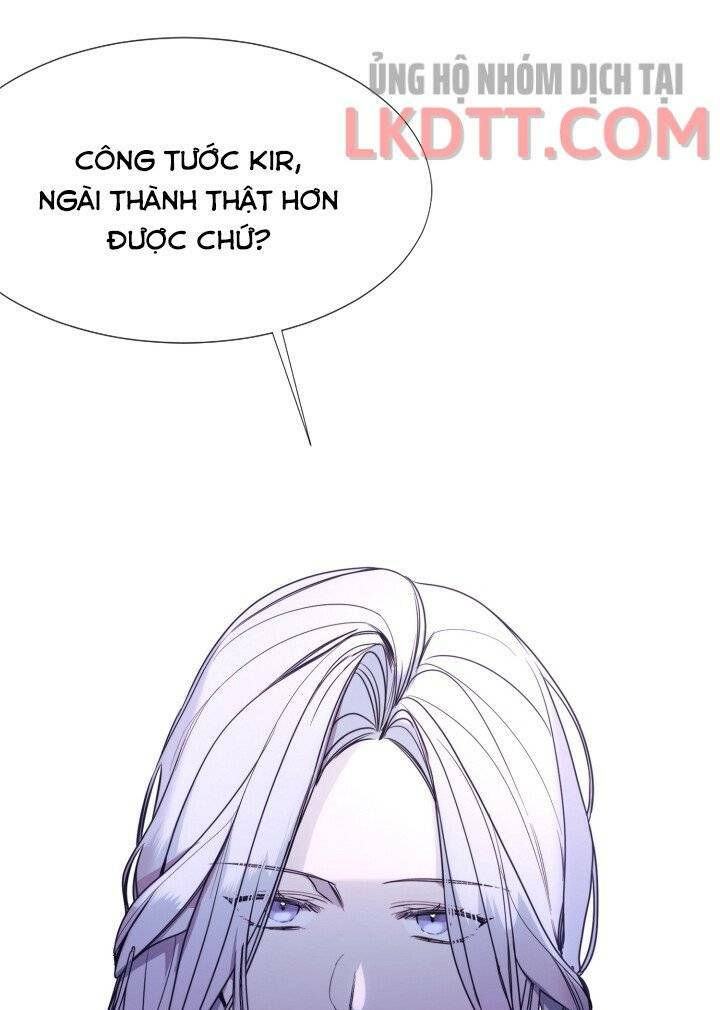 ỦNG HỘ NHÓM DỊCH TẠI
LKDTT.COM
CÔNG TƯỚC KIR,
NGÀI THÀNH THẬT HƠN
ĐƯỢC CHỨ?